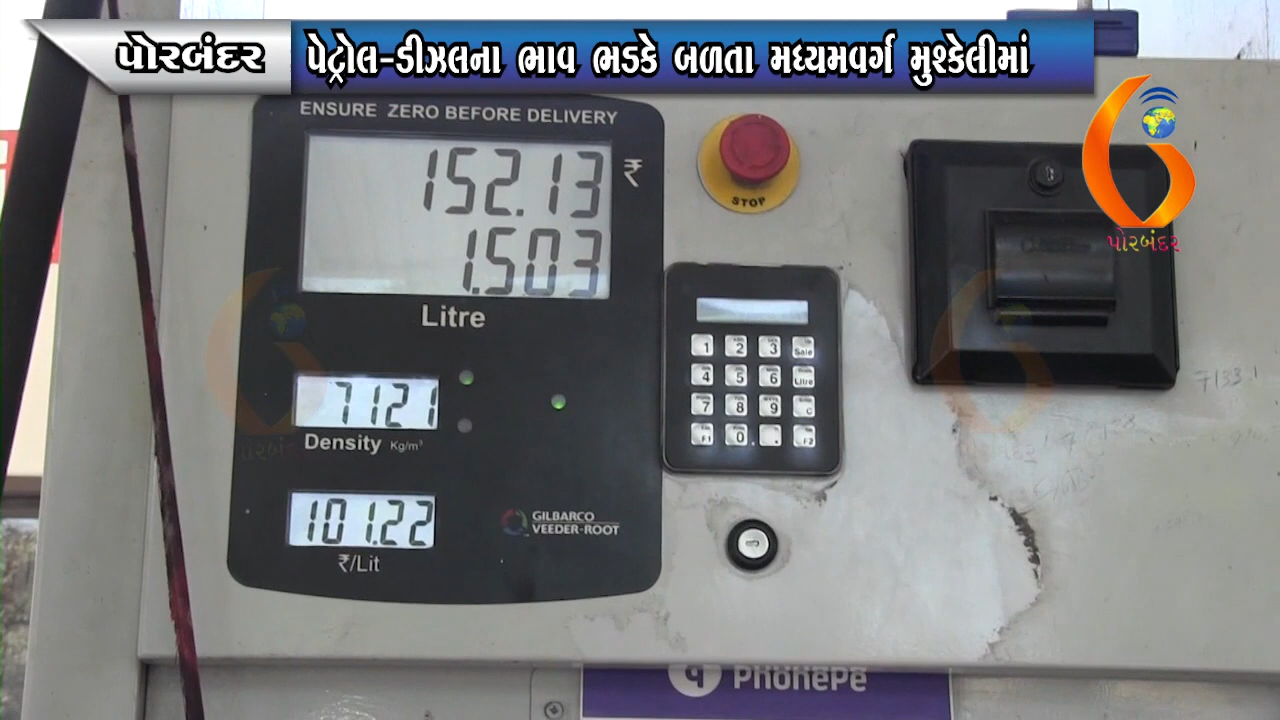 પોરબંદર
પેટ્રોલ-ડીઝલના ભાવ ભડકે બળતા મધ્યમવર્ગ મુશ્કેલીમાં
ENSURE ZERO BEFORE DELIVERY
152.13 ₹
1.503
Litre
7121
Density Kg/m³
101.22
₹/Lit
GILBARCO
VEEDER-ROOT
STOP
1 2 3 Sale
4 5 6 Litre
7 8 9 C
F1 0 . F2
પોરબંદર
7133.1
PhonePe